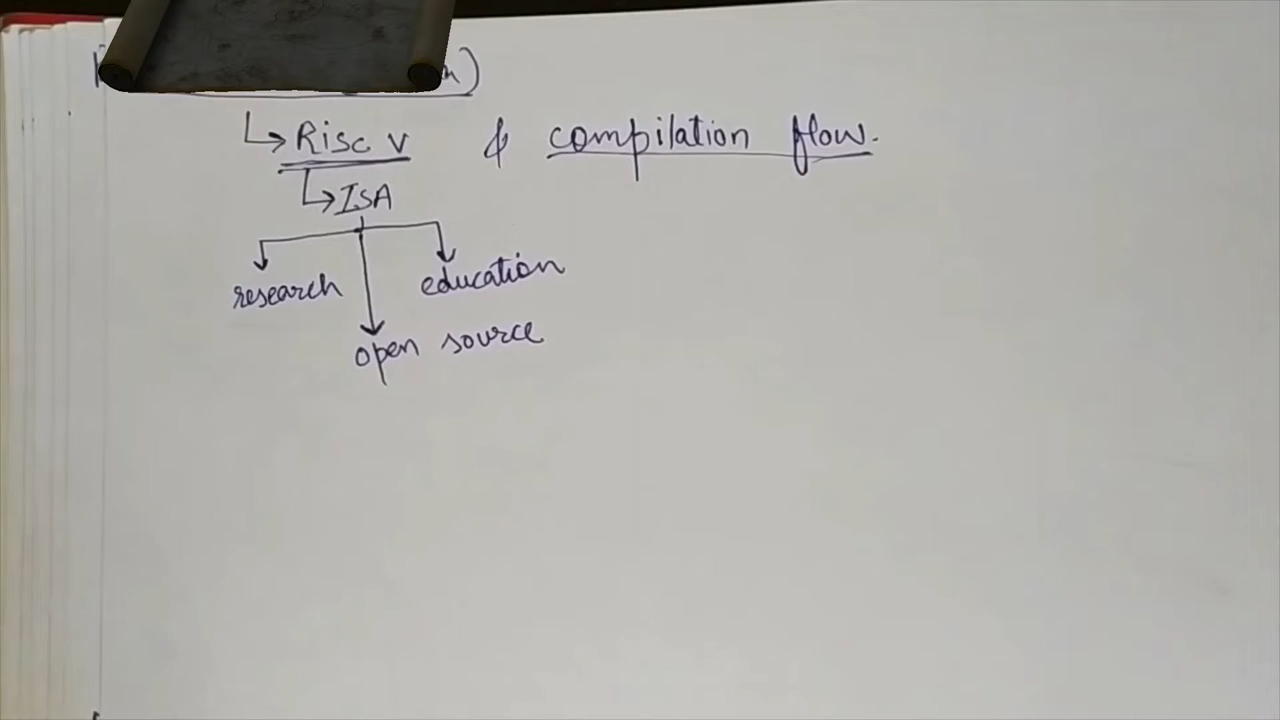 ↳ Risc V & compilation flow.
↳ ISA
research education
open source